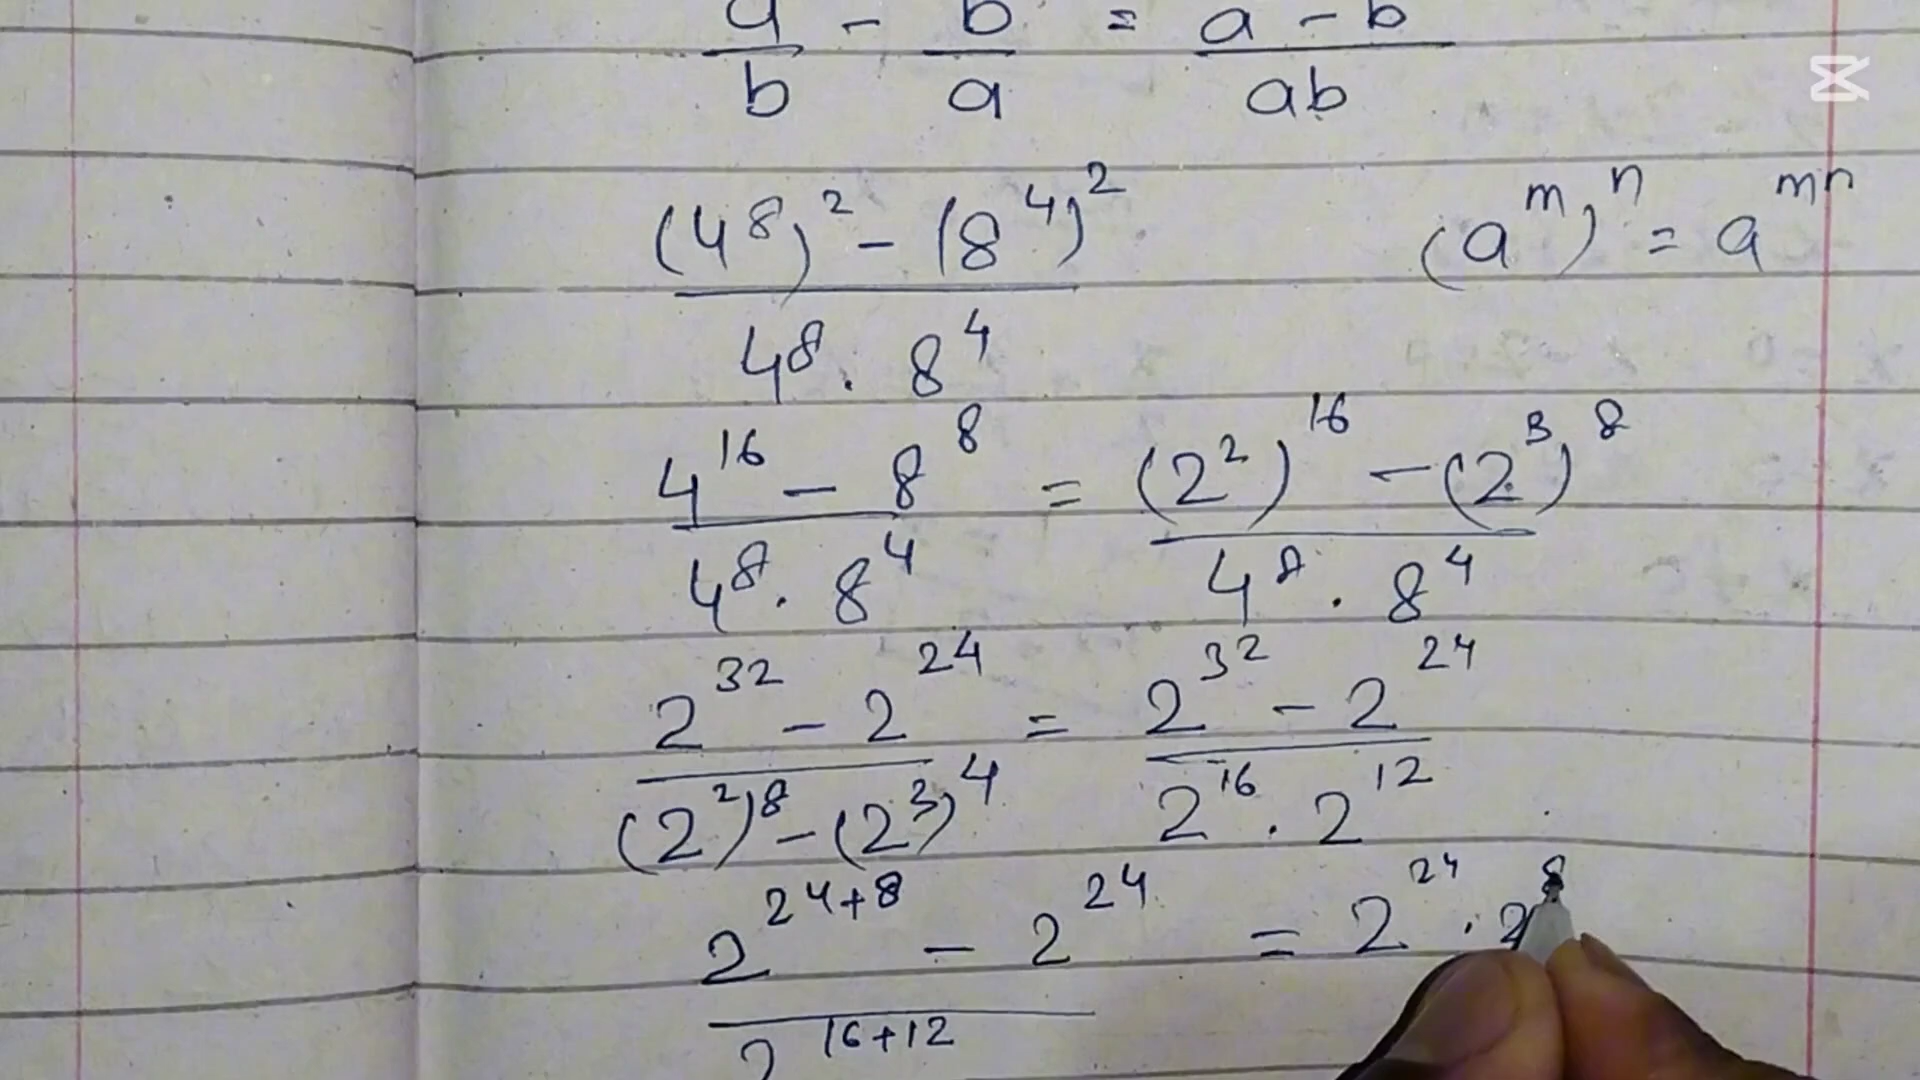 a/b - b/a = a - b/ab
(4^8)^2 - (8^4)^2 / 4^8 . 8^4
(a^m)^n = a^mn
4^16 - 8^8 / 4^8 . 8^4 = (2^2)^16 - (2^3)^8 / 4^8 . 8^4
2^32 - 2^24 / (2^2)^8 - (2^3)^4 = 2^32 - 2^24 / 2^16 . 2^12
2^24+8 - 2^24 / 2^16+12 = 2^24 . 2^8